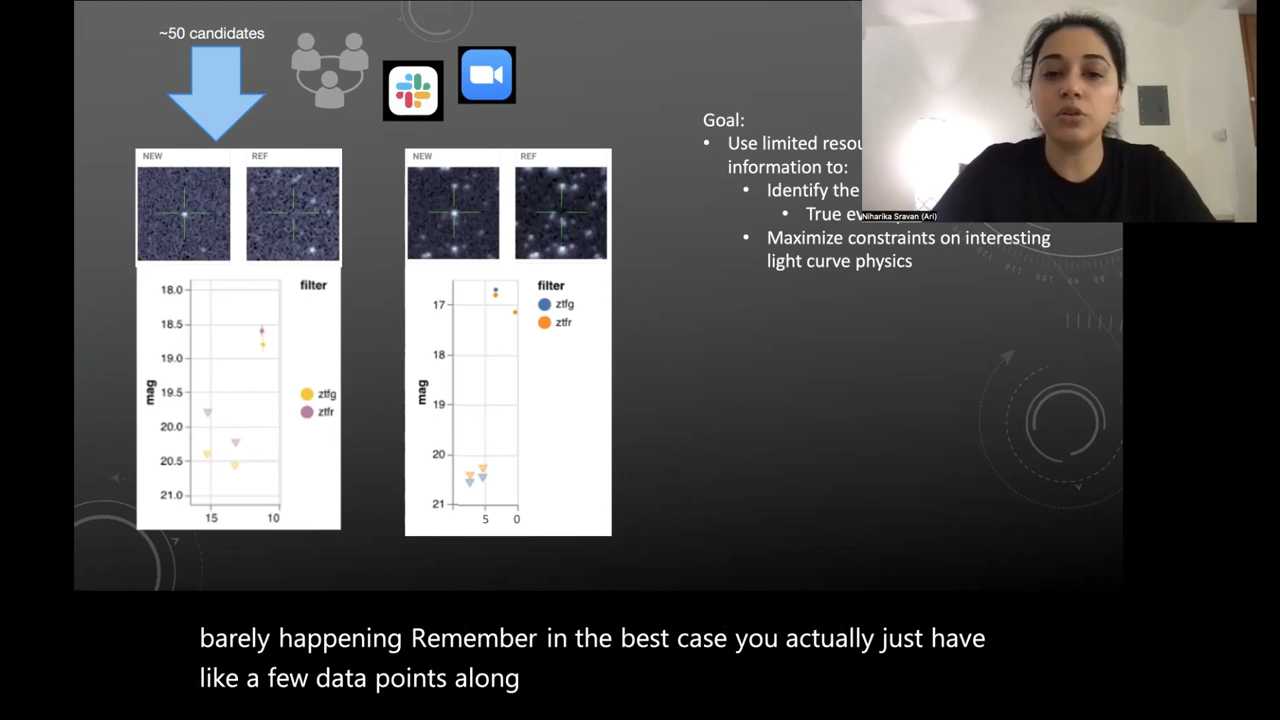 ~50 candidates
NEW
REF
18.0
18.5
19.0
19.5
20.0
20.5
21.0
mag
15
10
filter
ztfg
ztfr
NEW
REF
17
18
19
20
21
mag
5
0
filter
ztfg
ztfr
Goal:
• Use limited
information to:
• Identify the
• True
• Maximize constraints on interesting
light curve physics
Niharika Sravan (Ari)
barely happening Remember in the best case you actually just have
like a few data points along